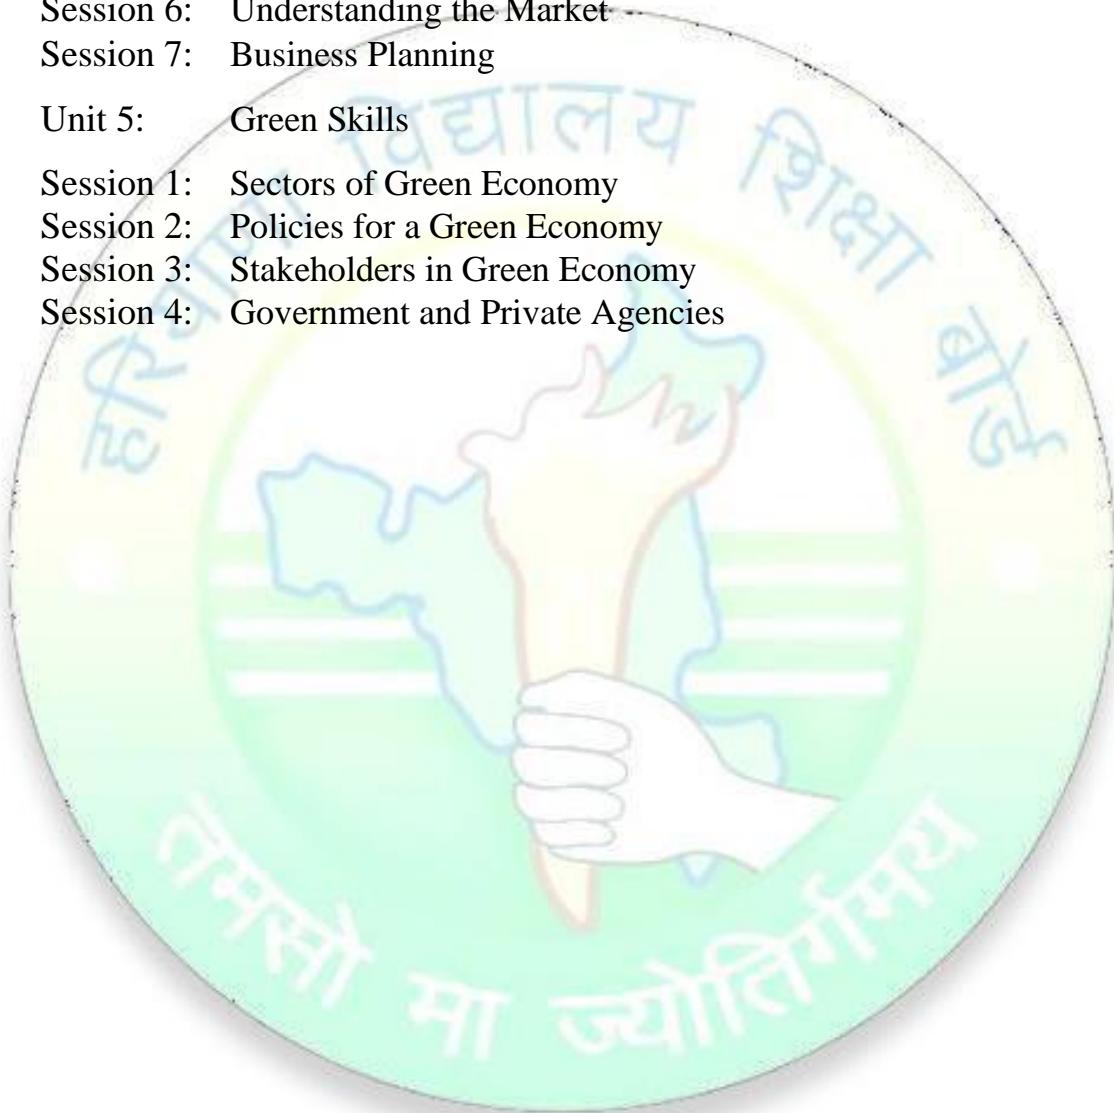 Session 6: Understanding the Market
Session 7: Business Planning
Unit 5: Green Skills
Session 1: Sectors of Green Economy
Session 2: Policies for a Green Economy
Session 3: Stakeholders in Green Economy
Session 4: Government and Private Agencies
हरियाणा विद्यालय शिक्षा बोर्ड
तमसो मा ज्योतिर्गमय